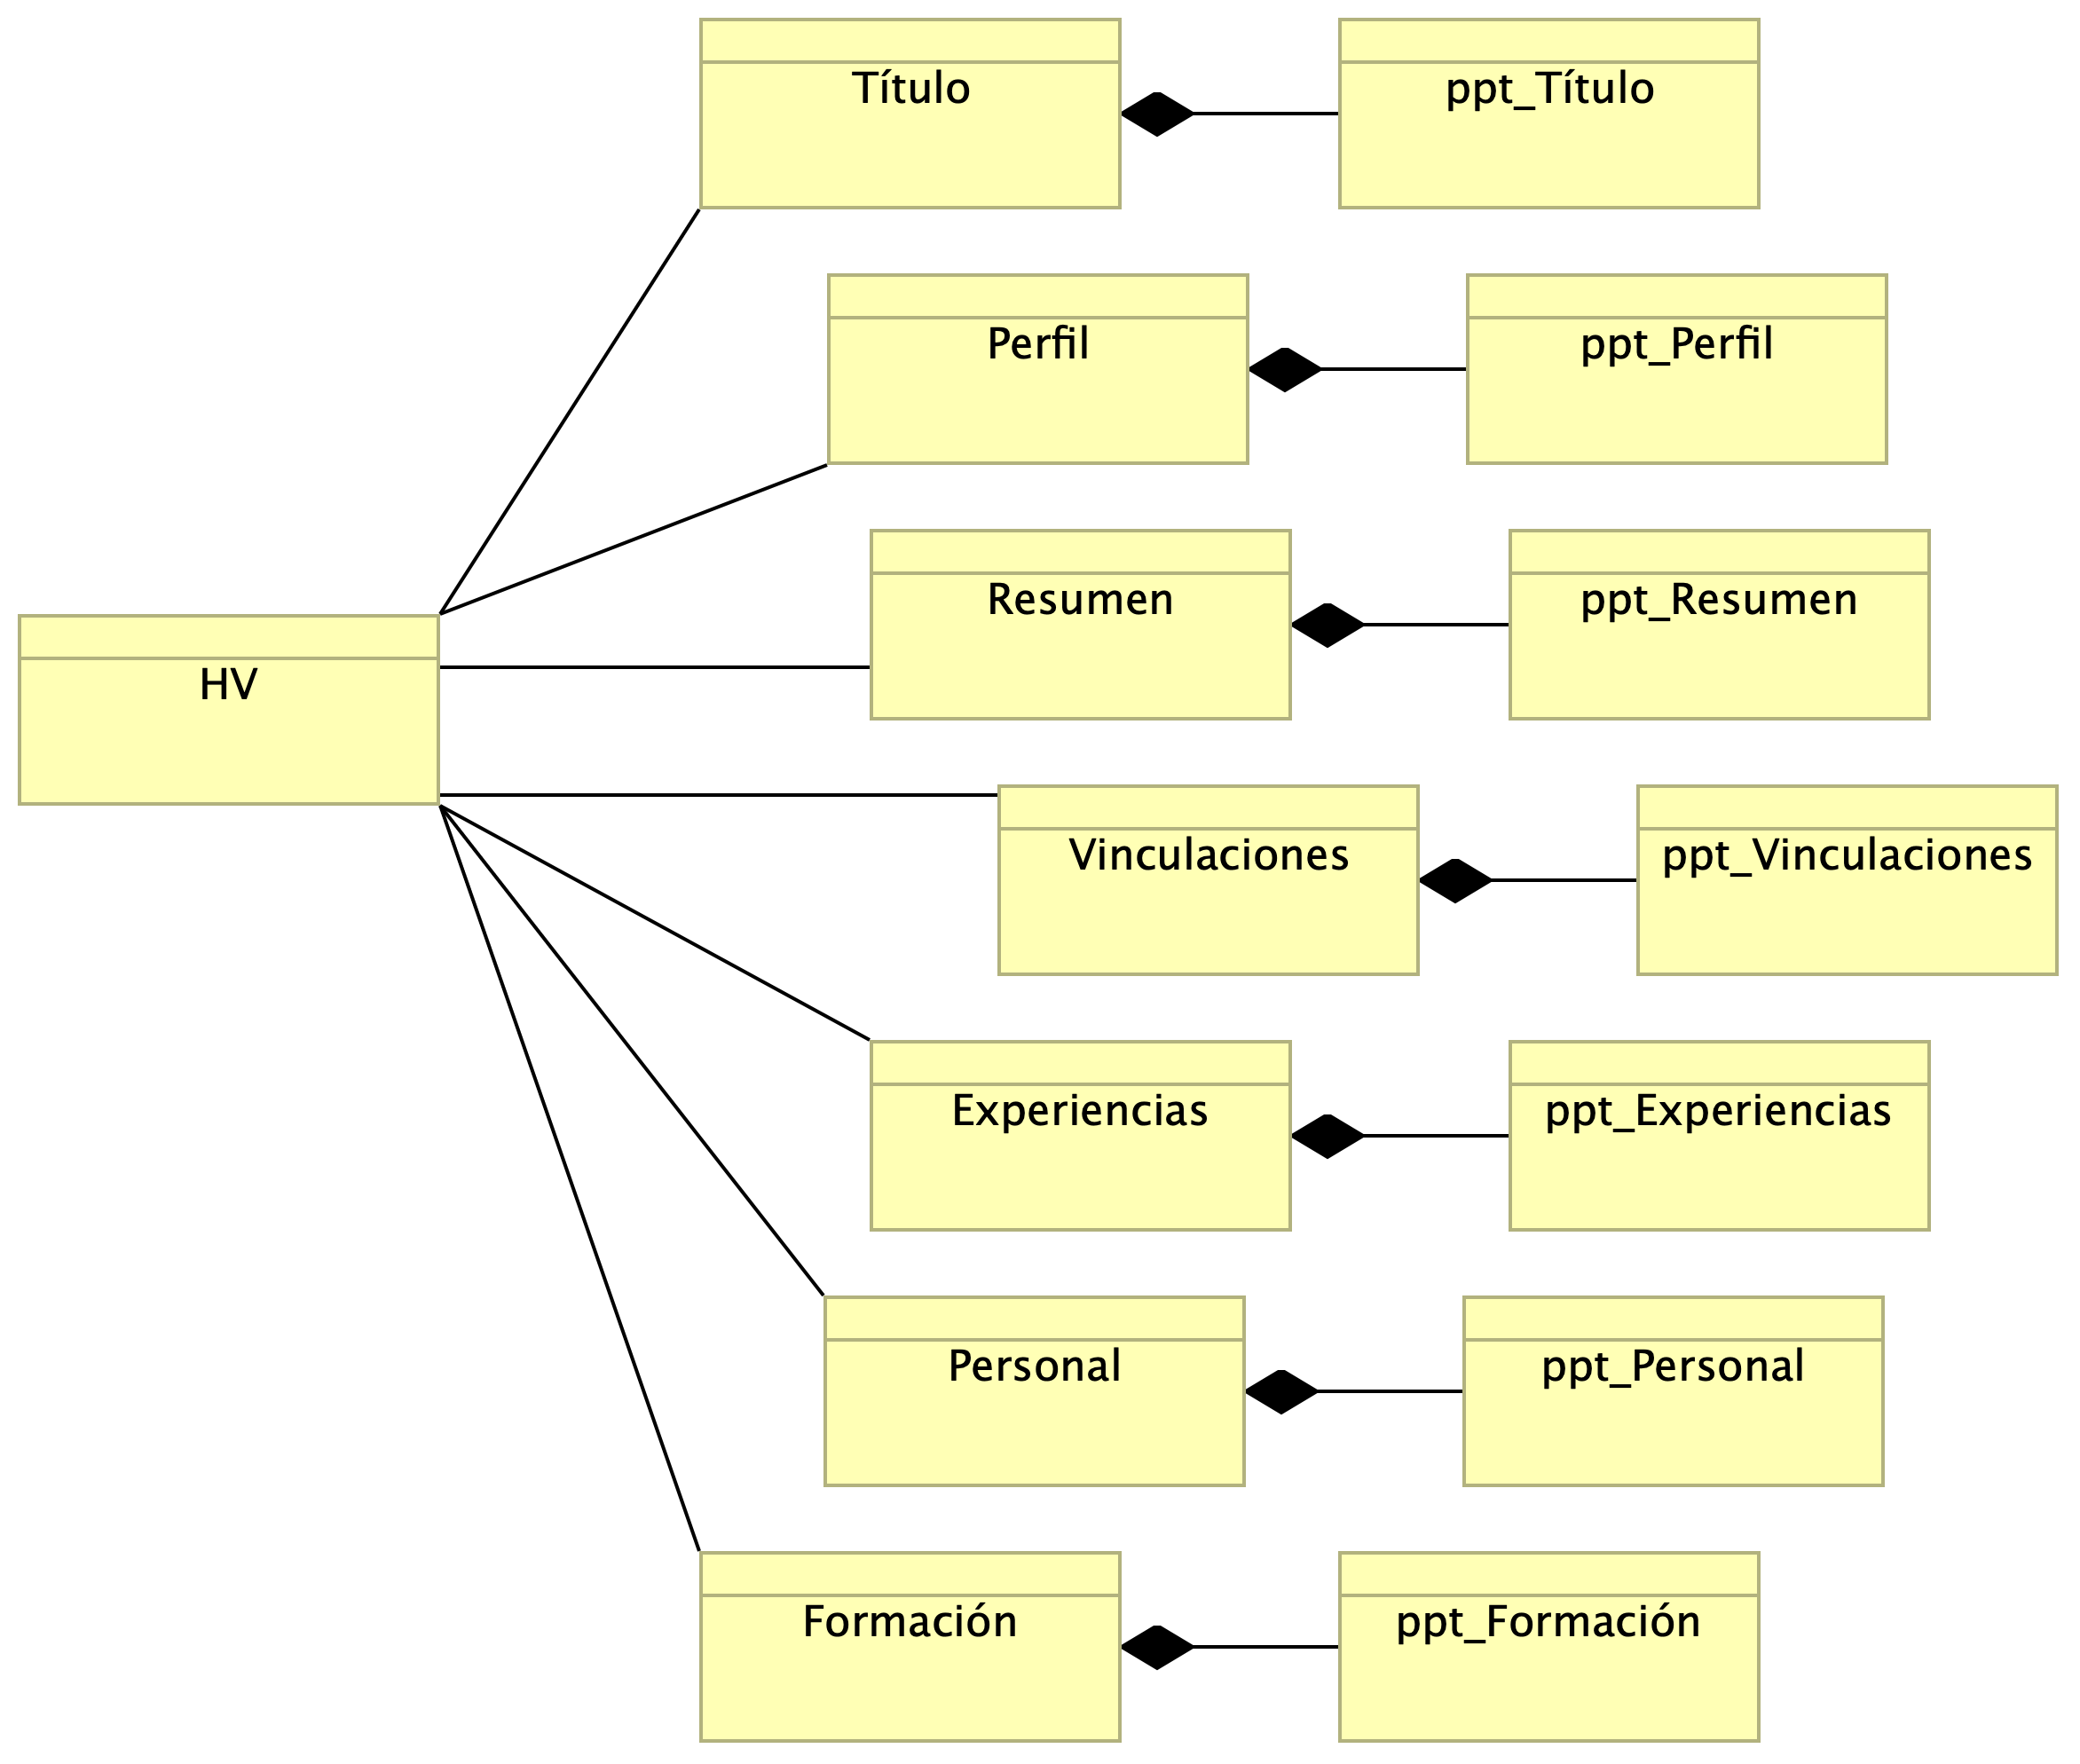 Título
ppt_Título
Perfil
ppt_Perfil
Resumen
ppt_Resumen
HV
Vinculaciones
ppt_Vinculaciones
Experiencias
ppt_Experiencias
Personal
ppt_Personal
Formación
ppt_Formación